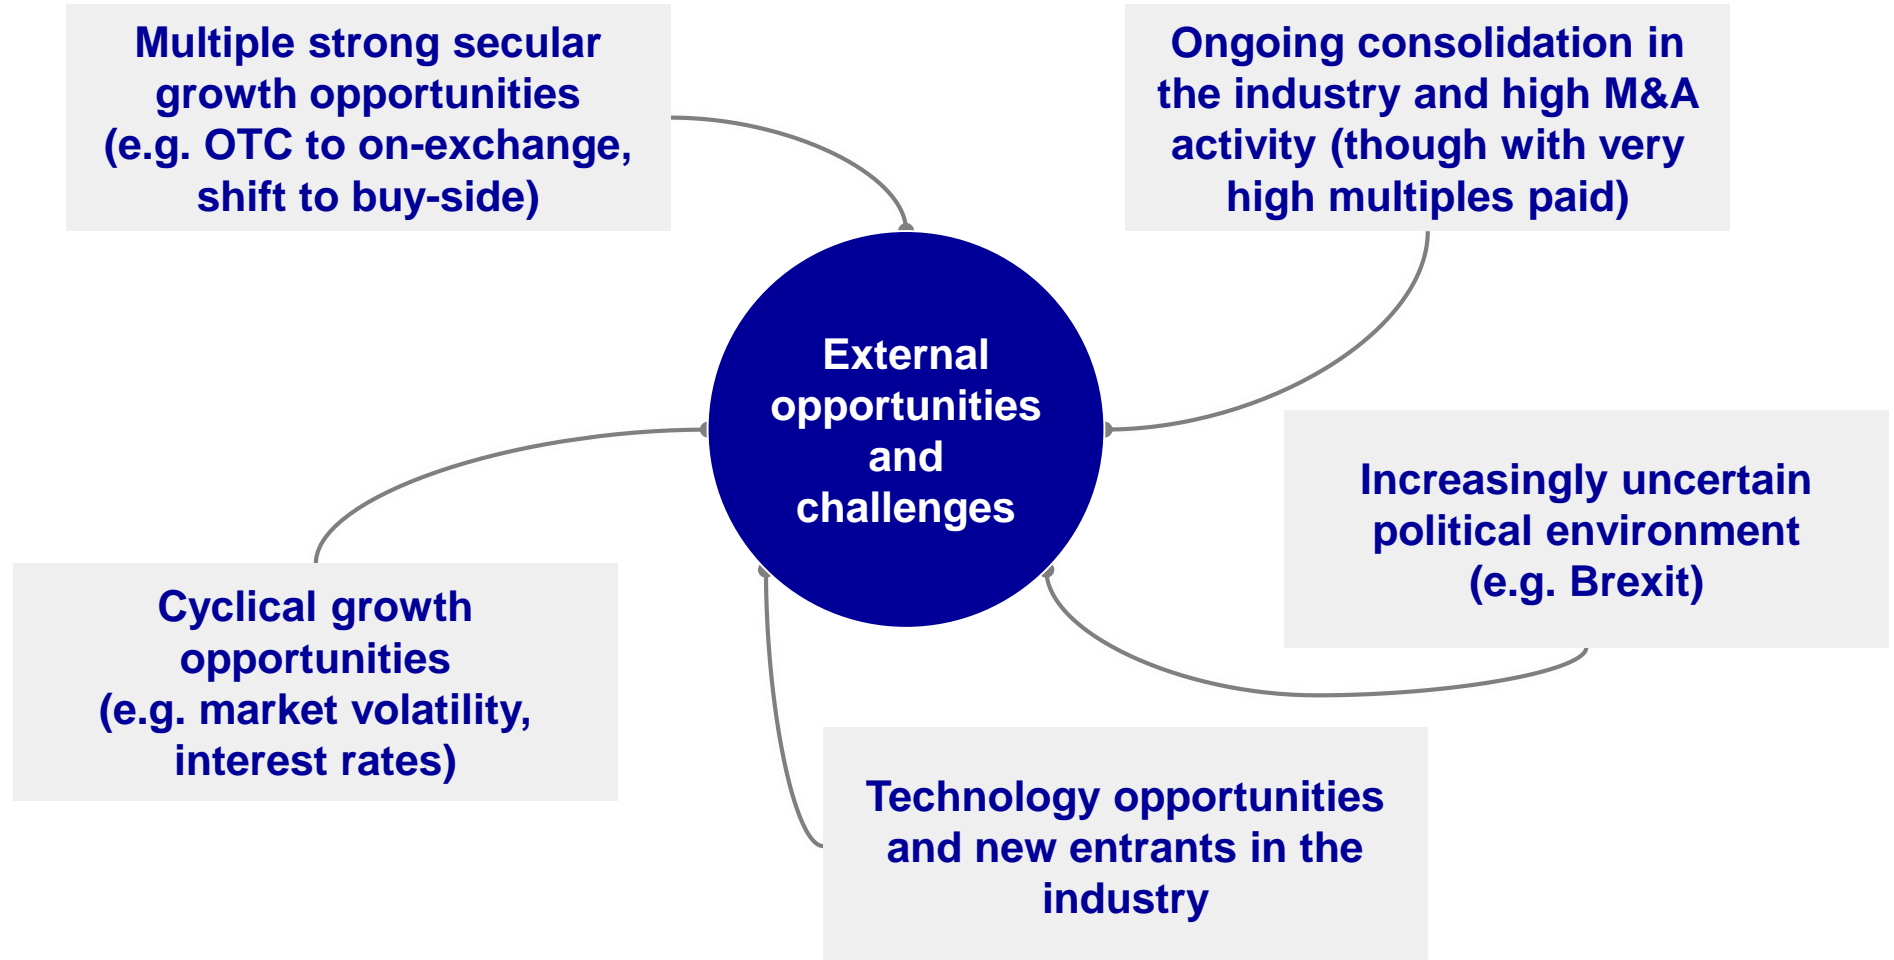 Multiple strong secular
growth opportunities
(e.g. OTC to on-exchange,
shift to buy-side)
Ongoing consolidation in
the industry and high M&A
activity (though with very
high multiples paid)
External
opportunities
and
challenges
Increasingly uncertain
political environment
(e.g. Brexit)
Cyclical growth
opportunities
(e.g. market volatility,
interest rates)
Technology opportunities
and new entrants in the
industry